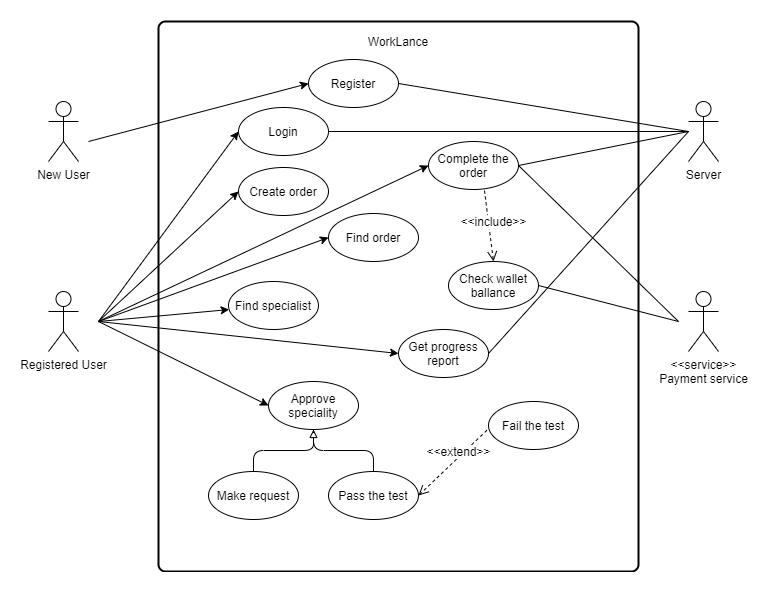 WorkLance
Register
New User
Login
Create order
Complete the
order
Server
<<include>>
Find order
Check wallet
ballance
Find specialist
Get progress
report
Registered User
<<service>>
Payment service
Approve
speciality
Fail the test
<<extend>>
Make request
Pass the test